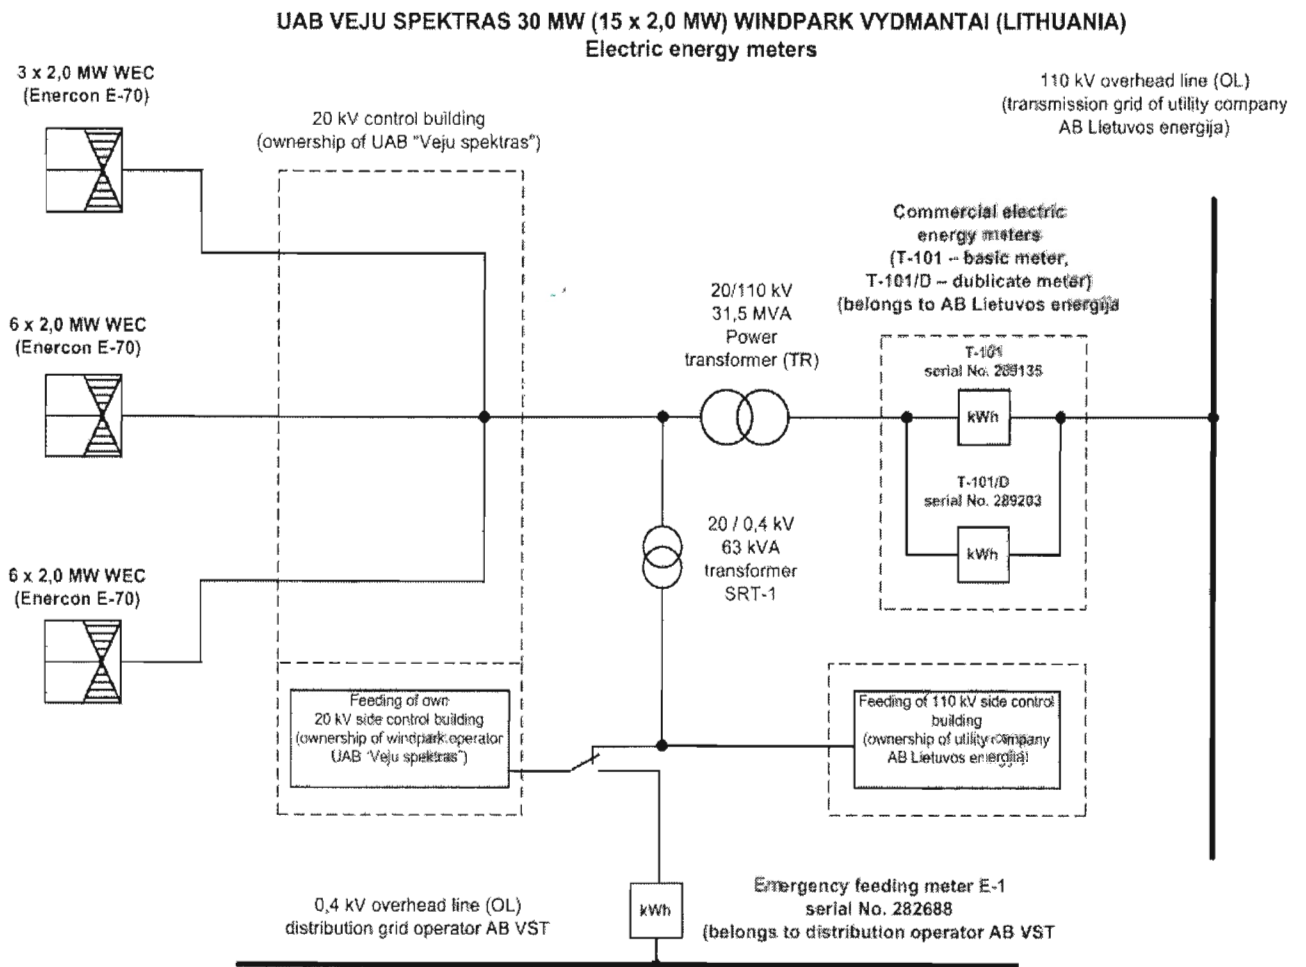 UAB VEJU SPEKTRAS 30 MW (15 x 2,0 MW) WINDPARK VYDMANTAI (LITHUANIA)
Electric energy meters
3 x 2,0 MW WEC
(Enercon E-70)
110 kV overhead line (OL)
(transmission grid of utility company
AB Lietuvos energija)
20 kV control building
(ownership of UAB "Veju spektras")
Commercial electric
energy meters
(T-101 – basic meter,
T-101/D – dublicate meter)
(belongs to AB Lietuvos energija
20/110 kV
31,5 MVA
Power
transformer (TR)
6 x 2,0 MW WEC
(Enercon E-70)
T-101
serial No. 289135
kWh
T-101/D
serial No. 289203
kWh
20 / 0,4 kV
63 kVA
transformer
SRT-1
6 x 2,0 MW WEC
(Enercon E-70)
Feeding of own
20 kV side control building
(ownership of windpark operator
UAB "Veju spektras")
Feeding of 110 kV side control
building
(ownership of utility company
AB Lietuvos energija)
0,4 kV overhead line (OL)
distribution grid operator AB VST
kWh
Emergency feeding meter E-1
serial No. 282688
(belongs to distribution operator AB VST